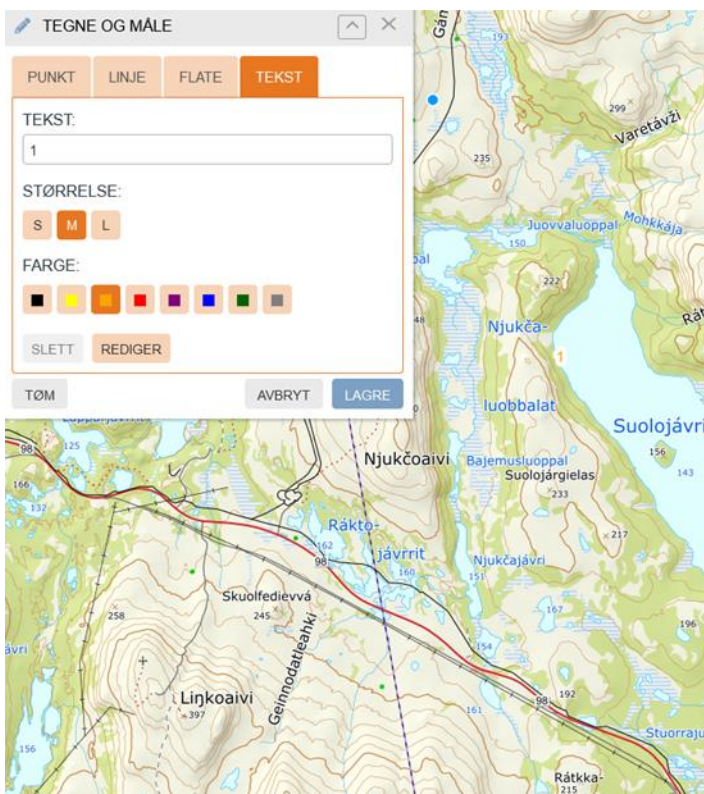 TEGNE OG MÅLE
PUNKT LINJE FLATE TEKST
TEKST:
1
STØRRELSE:
S M L
FARGE:
SLETT REDIGER
TØM AVBRYT LAGRE
193
299
Varetávži
235
Juovvaluoppal
Mohkkája
150
222
Njukča-
1
luobbalat
Suolojávri
156
143
98
125
166
132
Njukčoaivi
Bajemusluoppal
Suolojárgielas
233
217
Rákto-
jávrrit
162
98
160
Njukčajávri
151
167
196
Skuolfedievvá
245
258
Geinnodatleahki
154
Liŋkoaivi
397
161
192
98
156
Stuorraju
Rátkka-
215